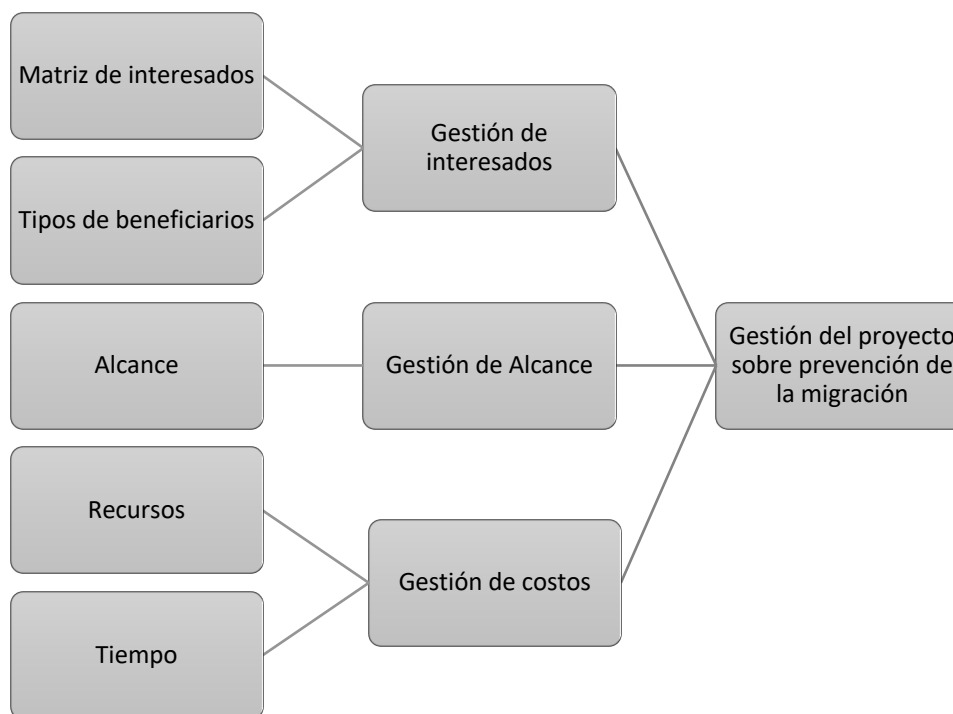 Matriz de interesados
Tipos de beneficiarios
Alcance
Recursos
Tiempo
Gestión de
interesados
Gestión de Alcance
Gestión de costos
Gestión del proyecto
sobre prevención de
la migración